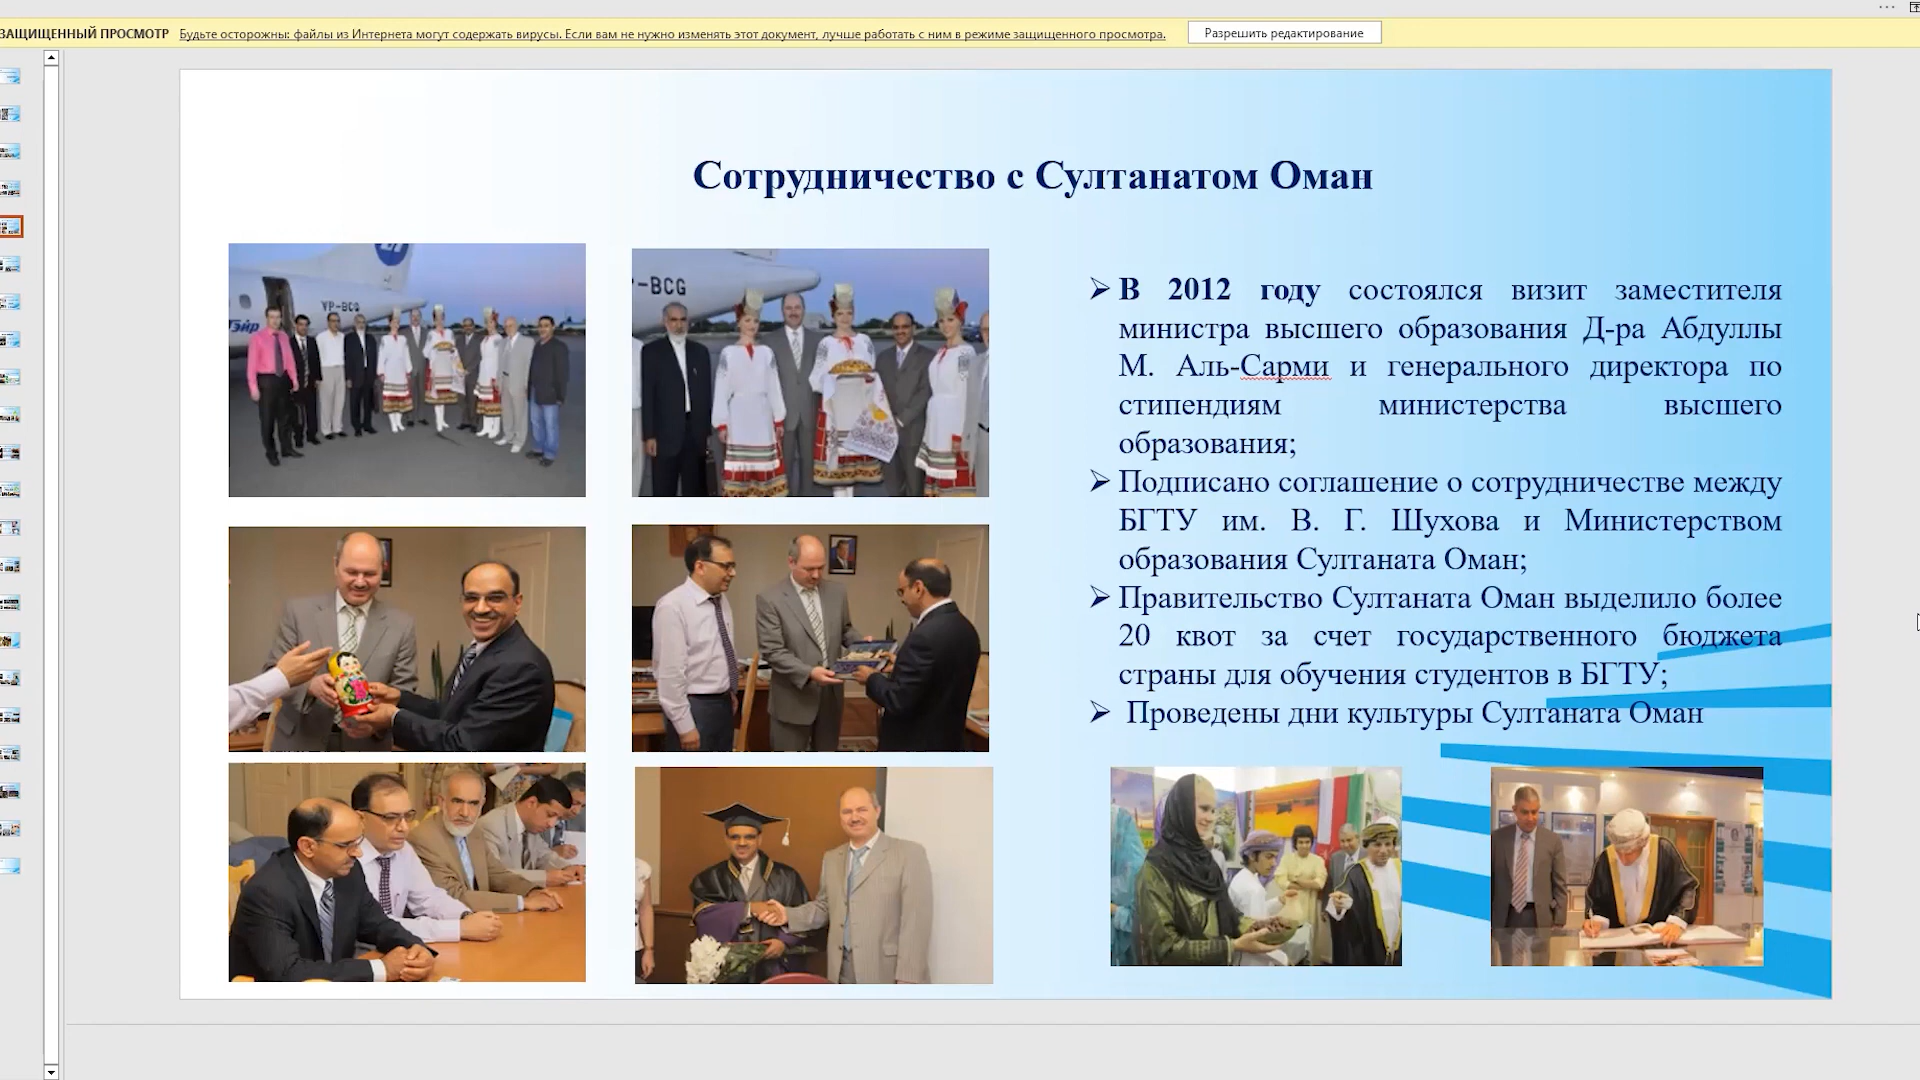 ЗАЩИЩЕННЫЙ ПРОСМОТР Будьте осторожны: файлы из Интернета могут содержать вирусы. Если вам не нужно изменять этот документ, лучше работать с ним в режиме защищенного просмотра. Разрешить редактирование
Сотрудничество с Султанатом Оман
VP-BCG
-BCG
В 2012 году состоялся визит заместителя
министра высшего образования Д-ра Абдуллы
М. Аль-Сарми и генерального директора по
стипендиям министерства высшего
образования;
Подписано соглашение о сотрудничестве между
БГТУ им. В. Г. Шухова и Министерством
образования Султаната Оман;
Правительство Султаната Оман выделило более
20 квот за счет государственного бюджета
страны для обучения студентов в БГТУ;
Проведены дни культуры Султаната Оман